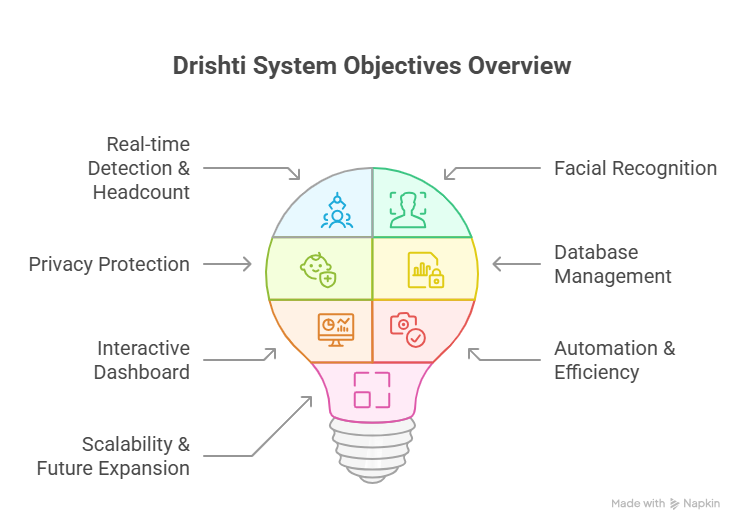 Drishti System Objectives Overview
Real-time
Detection &
Headcount
Facial Recognition
Privacy Protection
Database
Management
Interactive
Dashboard
Automation &
Efficiency
Scalability &
Future Expansion
Made with Napkin